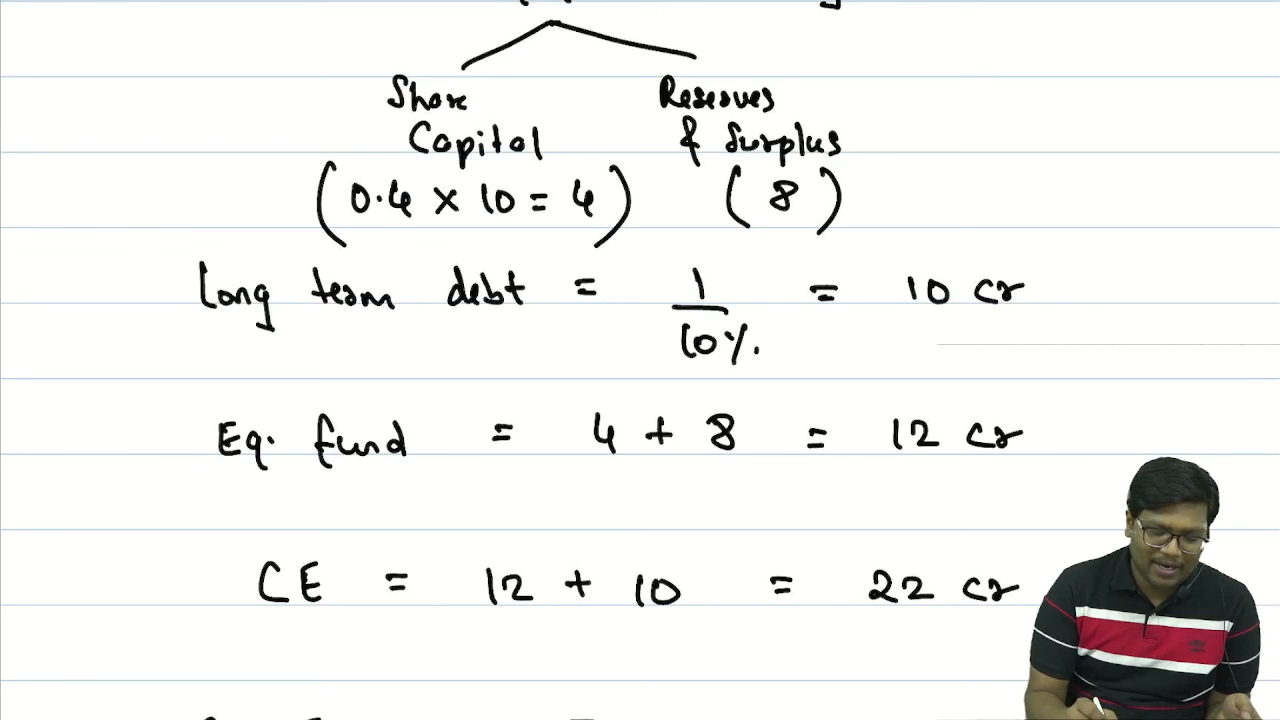 Share Reserves
Capital & Surplus
(0.4 × 10 = 4) (8)
Long term debt = 1/10% = 10 cr
Eq. fund = 4 + 8 = 12 cr
CE = 12 + 10 = 22 cr